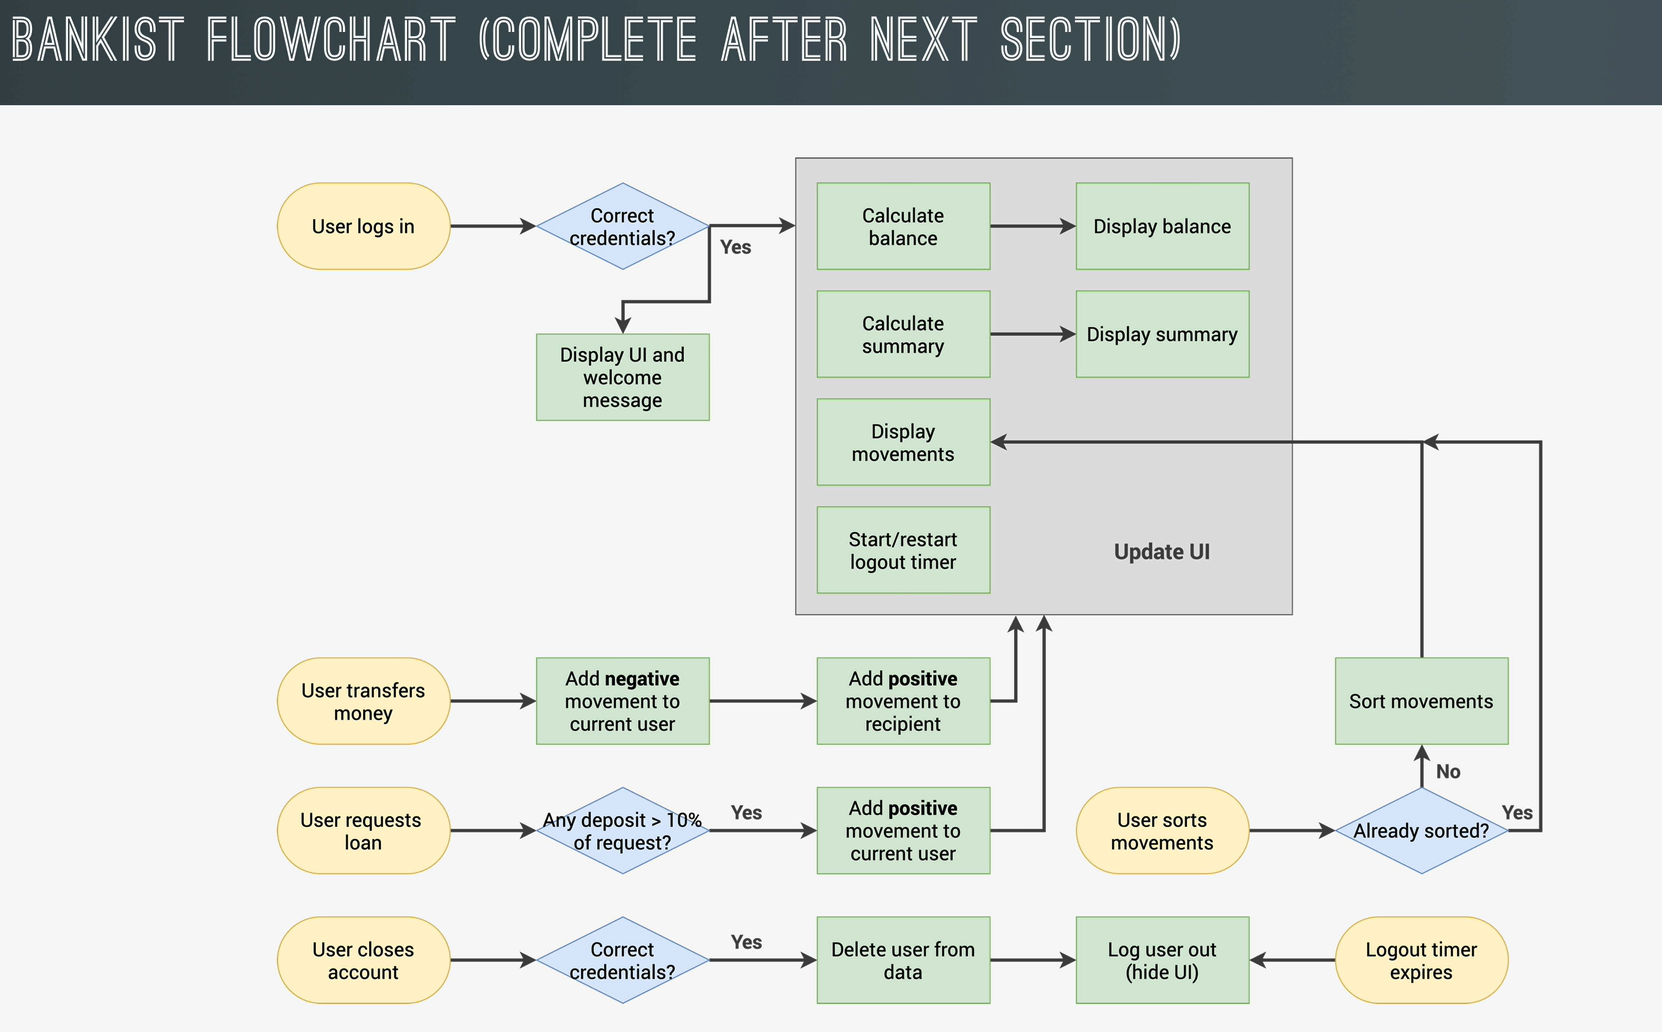 BANKIST FLOWCHART (COMPLETE AFTER NEXT SECTION)
User logs in
Correct
credentials?
Yes
Display UI and
welcome
message
Calculate
balance
Display balance
Calculate
summary
Display summary
Display
movements
Start/restart
logout timer
Update UI
User transfers
money
Add negative
movement to
current user
Add positive
movement to
recipient
Sort movements
No
User requests
loan
Any deposit > 10%
of request?
Yes
Add positive
movement to
current user
User sorts
movements
Already sorted?
Yes
User closes
account
Correct
credentials?
Yes
Delete user from
data
Log user out
(hide UI)
Logout timer
expires